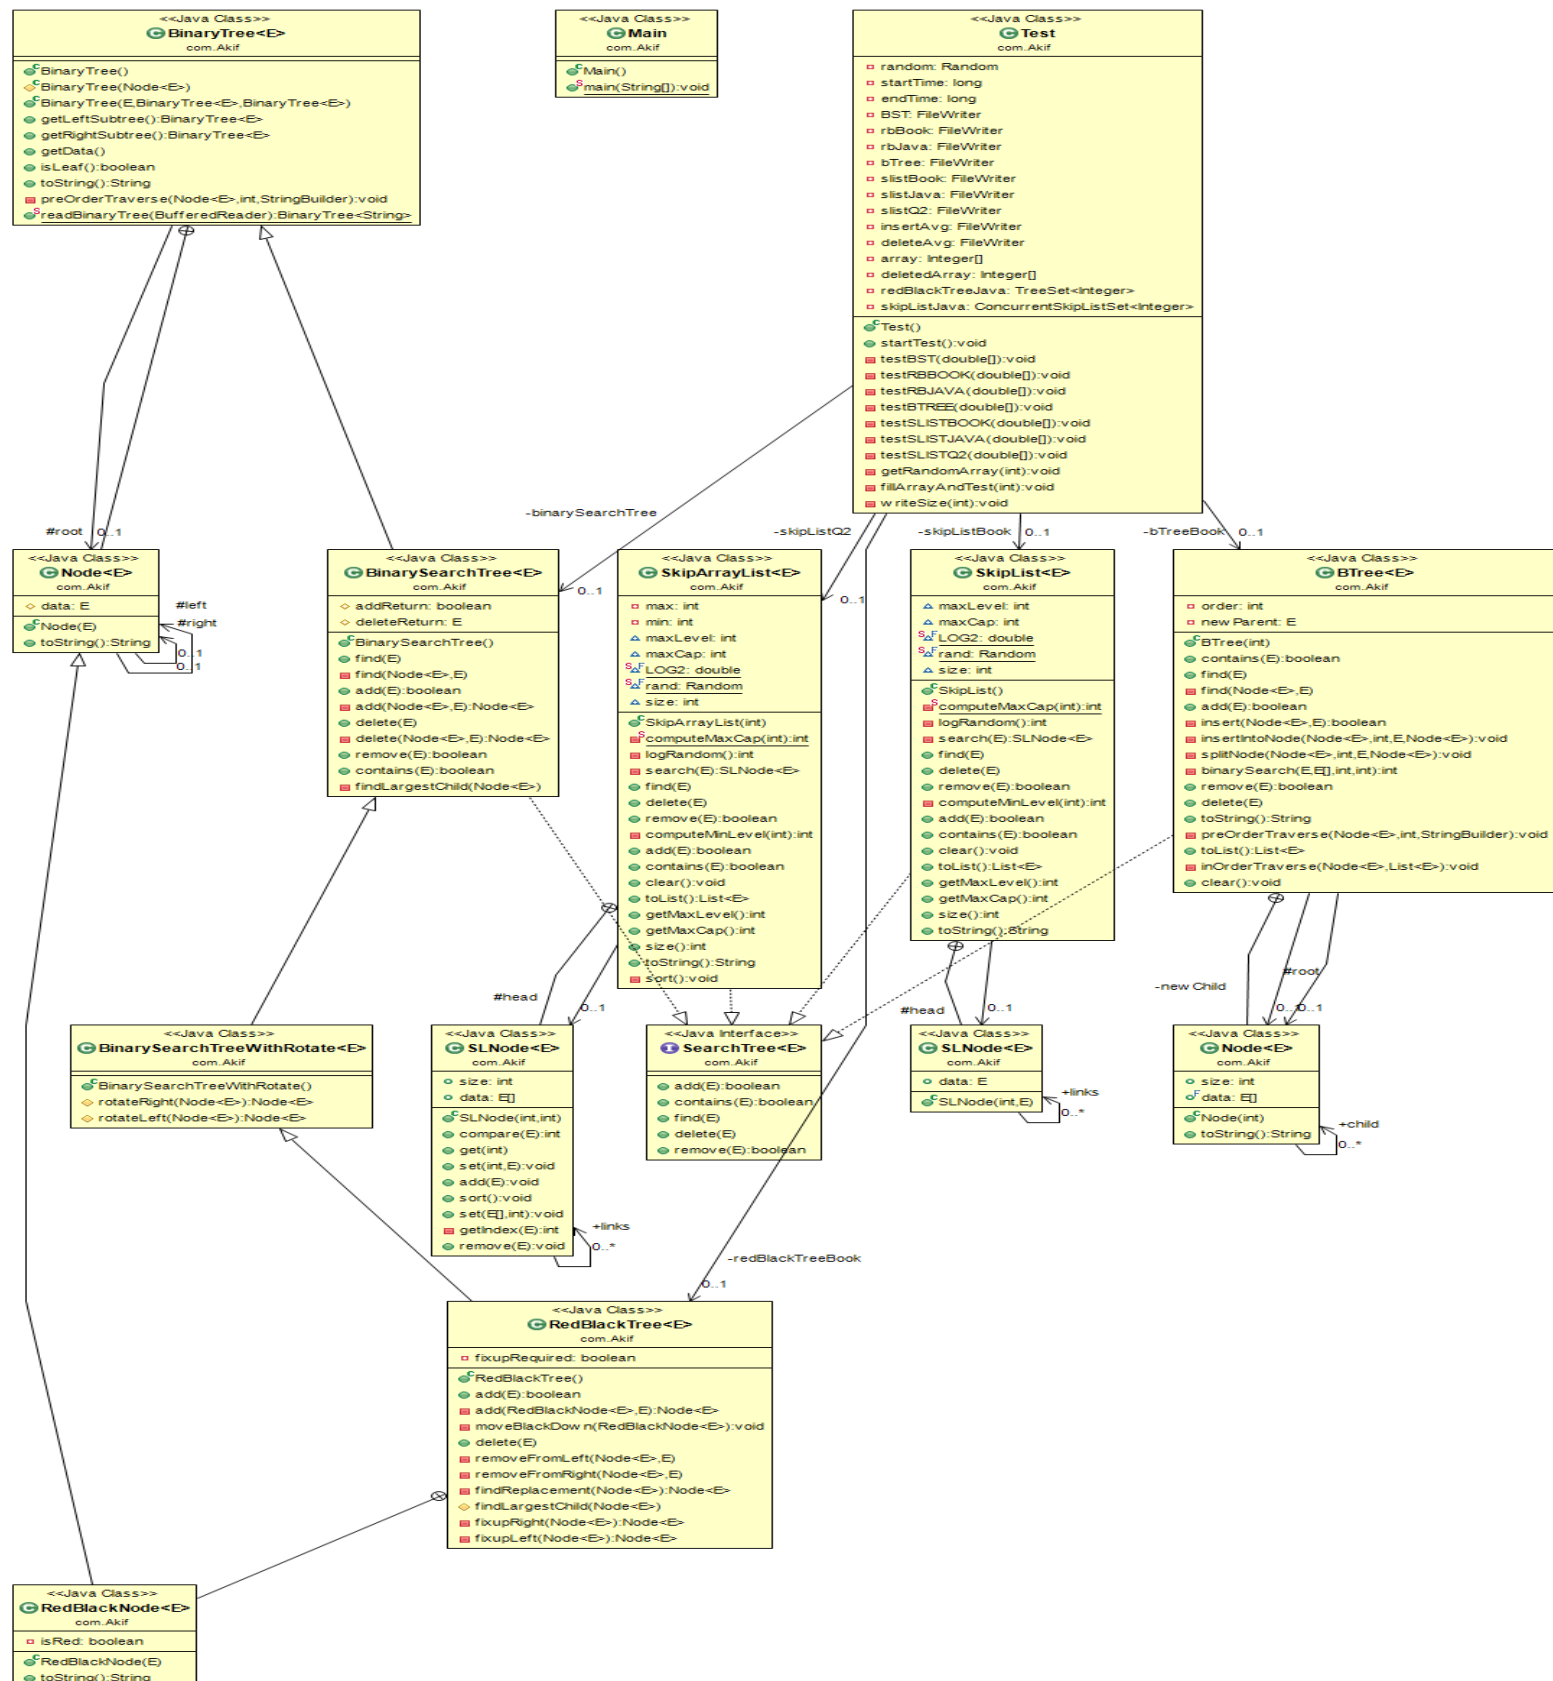 <<Java Class>>
BinaryTree<E>
com.Akif
BinaryTree()
BinaryTree(Node<E>)
BinaryTree(E,BinaryTree<E>,BinaryTree<E>)
getLeftSubtree():BinaryTree<E>
getRightSubtree():BinaryTree<E>
getData()
isLeaf():boolean
toString():String
preOrderTraverse(Node<E>,int,StringBuilder):void
S readBinaryTree(BufferedReader):BinaryTree<String>
<<Java Class>>
Main
com.Akif
Main()
S main(String[]):void
<<Java Class>>
Test
com.Akif
random: Random
startTime: long
endTime: long
BST: FileWriter
rbBook: FileWriter
rbJava: FileWriter
bTree: FileWriter
slistBook: FileWriter
slistJava: FileWriter
slistQ2: FileWriter
insertAvg: FileWriter
deleteAvg: FileWriter
array: Integer[]
deletedArray: Integer[]
redBlackTreeJava: TreeSet<Integer>
skipListJava: ConcurrentSkipListSet<Integer>
Test()
startTest():void
testBST(double[]):void
testRBBOOK(double[]):void
testRBJAVA(double[]):void
testBTREE(double[]):void
testSLISTBOOK(double[]):void
testSLISTJAVA(double[]):void
testSLISTQ2(double[]):void
getRandomArray(int):void
fillArrayAndTest(int):void
writeSize(int):void
#root 0..1
-binarySearchTree
0..1
-skipListQ2
0..1
-skipListBook 0..1
-bTreeBook 0..1
<<Java Class>>
Node<E>
com.Akif
data: E
Node(E)
toString():String
#left
#right
0..1
0..1
<<Java Class>>
BinarySearchTree<E>
com.Akif
addReturn: boolean
deleteReturn: E
BinarySearchTree()
find(E)
find(Node<E>,E)
add(E):boolean
add(Node<E>,E):Node<E>
delete(E)
delete(Node<E>,E):Node<E>
remove(E):boolean
contains(E):boolean
findLargestChild(Node<E>)
<<Java Class>>
SkipArrayList<E>
com.Akif
max: int
min: int
maxLevel: int
maxCap: int
S F LOG2: double
S F rand: Random
size: int
SkipArrayList(int)
S computeMaxCap(int):int
logRandom():int
search(E):SLNode<E>
find(E)
delete(E)
remove(E):boolean
computeMinLevel(int):int
add(E):boolean
contains(E):boolean
clear():void
toList():List<E>
getMaxLevel():int
getMaxCap():int
size():int
toString():String
sort():void
<<Java Class>>
SkipList<E>
com.Akif
maxLevel: int
maxCap: int
S F LOG2: double
S F rand: Random
size: int
SkipList()
S computeMaxCap(int):int
logRandom():int
search(E):SLNode<E>
find(E)
delete(E)
remove(E):boolean
computeMinLevel(int):int
add(E):boolean
contains(E):boolean
clear():void
toList():List<E>
getMaxLevel():int
getMaxCap():int
size():int
toString():String
<<Java Class>>
BTree<E>
com.Akif
order: int
newParent: E
BTree(int)
contains(E):boolean
find(E)
find(Node<E>,E)
add(E):boolean
insert(Node<E>,E):boolean
insertIntoNode(Node<E>,int,E,Node<E>):void
splitNode(Node<E>,int,E,Node<E>):void
binarySearch(E,E[],int,int):int
remove(E):boolean
delete(E)
toString():String
preOrderTraverse(Node<E>,int,StringBuilder):void
toList():List<E>
inOrderTraverse(Node<E>,List<E>):void
clear():void
#head 0..1
#head 0..1
-newChild 0..1
#root 0..1
<<Java Class>>
BinarySearchTreeWithRotate<E>
com.Akif
BinarySearchTreeWithRotate()
rotateRight(Node<E>):Node<E>
rotateLeft(Node<E>):Node<E>
<<Java Class>>
SLNode<E>
com.Akif
size: int
data: E[]
SLNode(int,int)
compare(E):int
get(int)
set(int,E):void
add(E):void
sort():void
set(E[],int):void
getIndex(E):int
remove(E):void
+links
0..*
<<Java Interface>>
SearchTree<E>
com.Akif
add(E):boolean
contains(E):boolean
find(E)
delete(E)
remove(E):boolean
<<Java Class>>
SLNode<E>
com.Akif
data: E
SLNode(int,E)
+links
0..*
<<Java Class>>
Node<E>
com.Akif
size: int
F data: E[]
Node(int)
toString():String
+child
0..*
-redBlackTreeBook
0..1
<<Java Class>>
RedBlackTree<E>
com.Akif
fixupRequired: boolean
RedBlackTree()
add(E):boolean
add(RedBlackNode<E>,E):Node<E>
moveBlackDown(RedBlackNode<E>):void
delete(E)
removeFromLeft(Node<E>,E)
removeFromRight(Node<E>,E)
findReplacement(Node<E>):Node<E>
findLargestChild(Node<E>)
fixupRight(Node<E>):Node<E>
fixupLeft(Node<E>):Node<E>
<<Java Class>>
RedBlackNode<E>
com.Akif
isRed: boolean
RedBlackNode(E)
toString():String